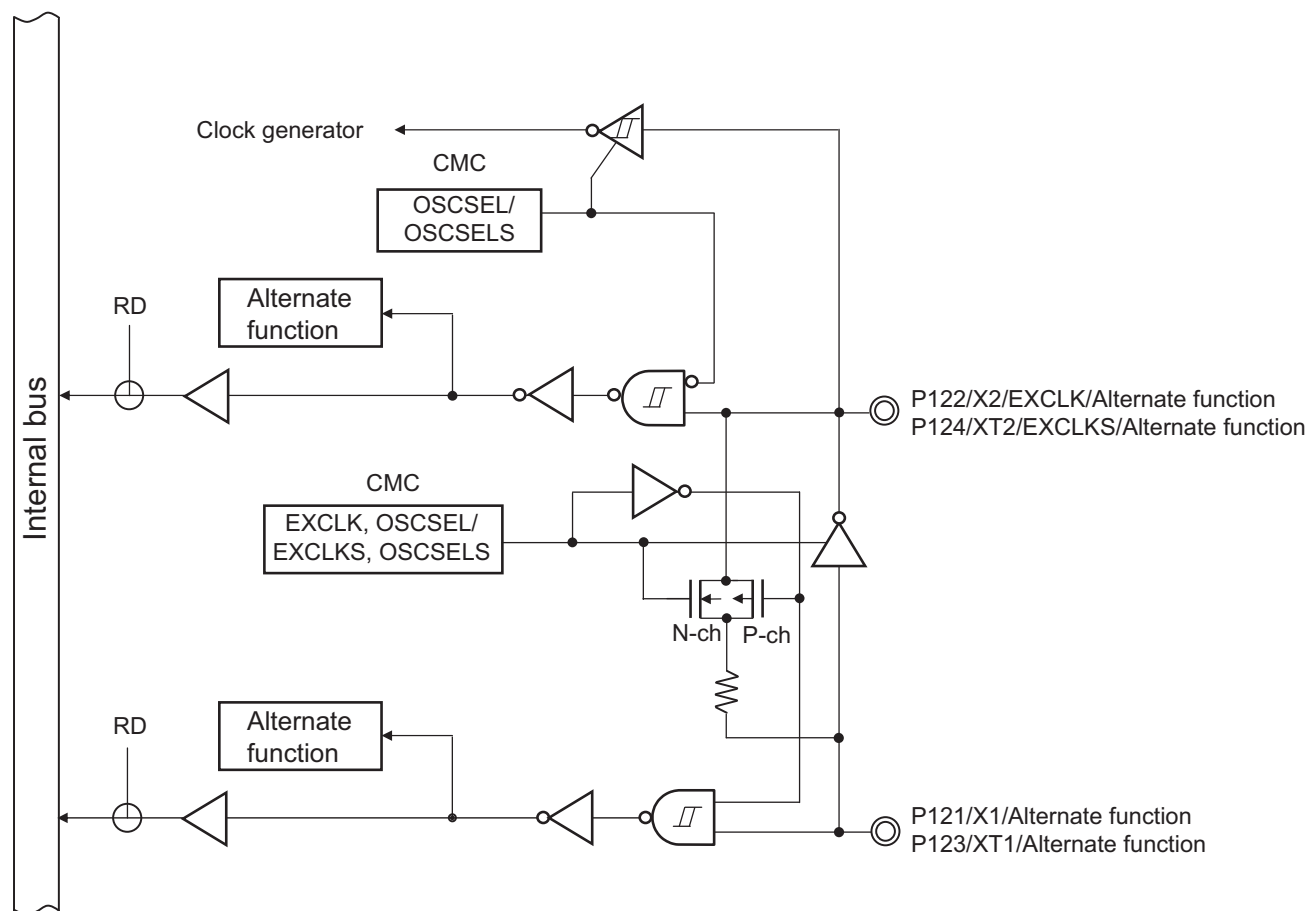 Clock generator
CMC
OSCSEL/
OSCSELS
Alternate
function
RD
Internal bus
P122/X2/EXCLK/Alternate function
P124/XT2/EXCLKS/Alternate function
CMC
EXCLK, OSCSEL/
EXCLKS, OSCSELS
N-ch
P-ch
Alternate
function
RD
P121/X1/Alternate function
P123/XT1/Alternate function